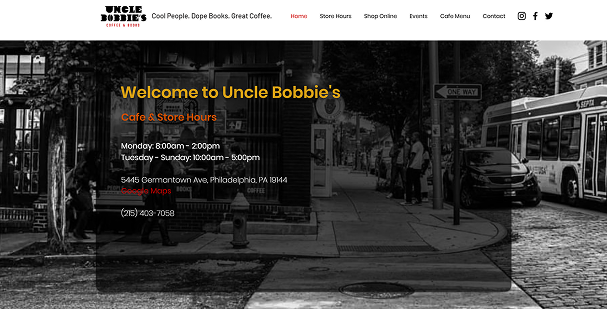 UNCLE
BOBBIE'S
COFFEE & BOOKS
Cool People. Dope Books. Great Coffee.
Home
Store Hours
Shop Online
Events
Cafe Menu
Contact
Welcome to Uncle Bobbie's
Cafe & Store Hours
Monday: 8:00am - 2:00pm
Tuesday - Sunday: 10:00am - 5:00pm
5445 Germantown Ave, Philadelphia, PA 19144
Google Maps
(215) 403-7058
ONE WAY
SEPTA